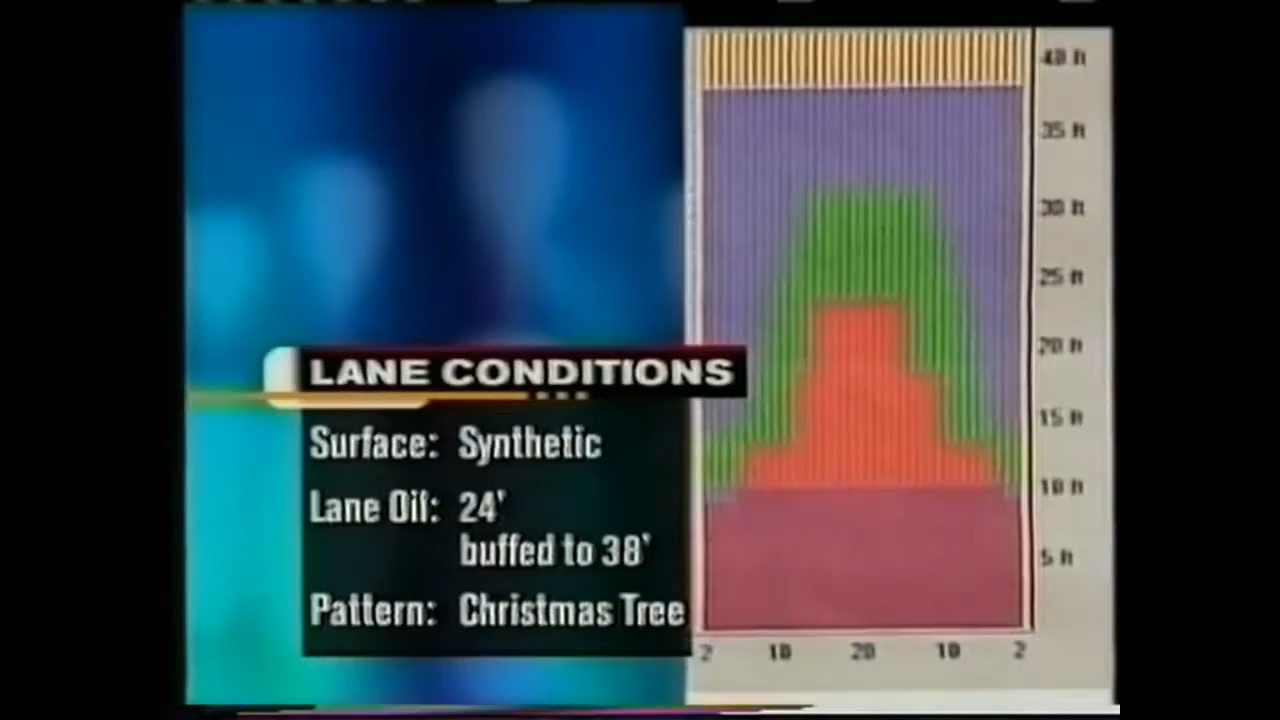 LANE CONDITIONS
Surface: Synthetic
Lane Oil: 24'
buffed to 38'
Pattern: Christmas Tree
40 ft
35 ft
30 ft
25 ft
20 ft
15 ft
10 ft
5 ft
2 10 20 10 2